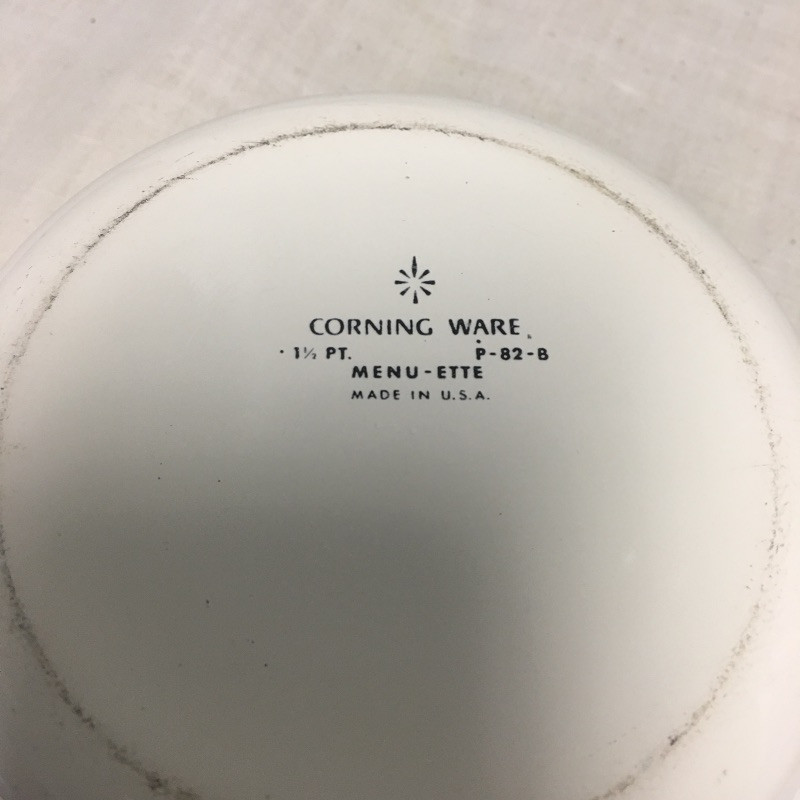 CORNING WARE
1½ PT. P-82-B
MENU-ETTE
MADE IN U.S.A.